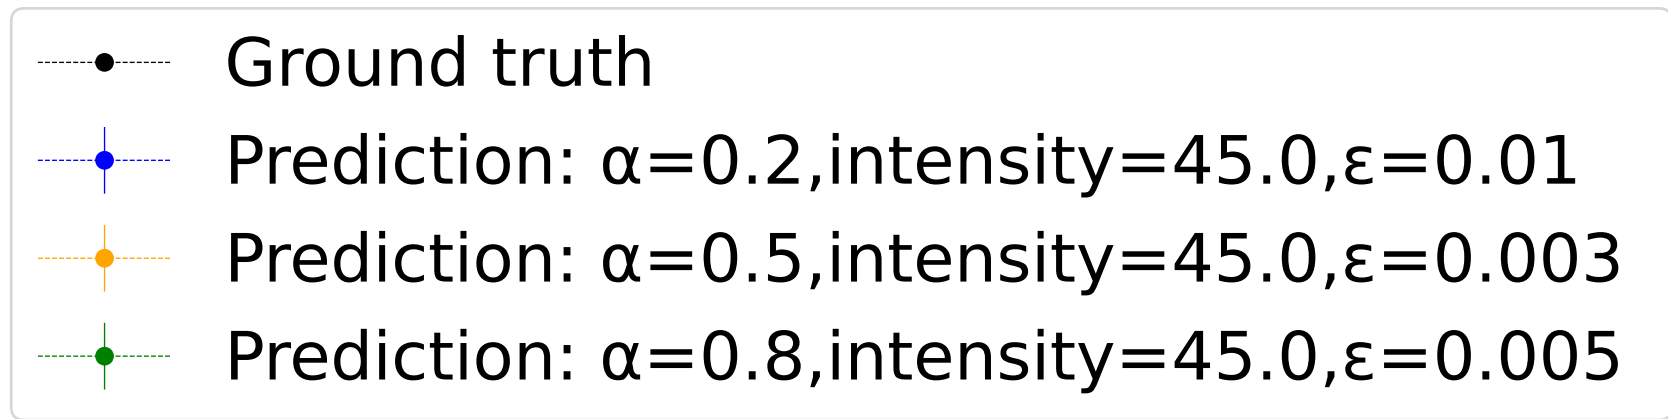 Ground truth
Prediction: α=0.2,intensity=45.0,ε=0.01
Prediction: α=0.5,intensity=45.0,ε=0.003
Prediction: α=0.8,intensity=45.0,ε=0.005